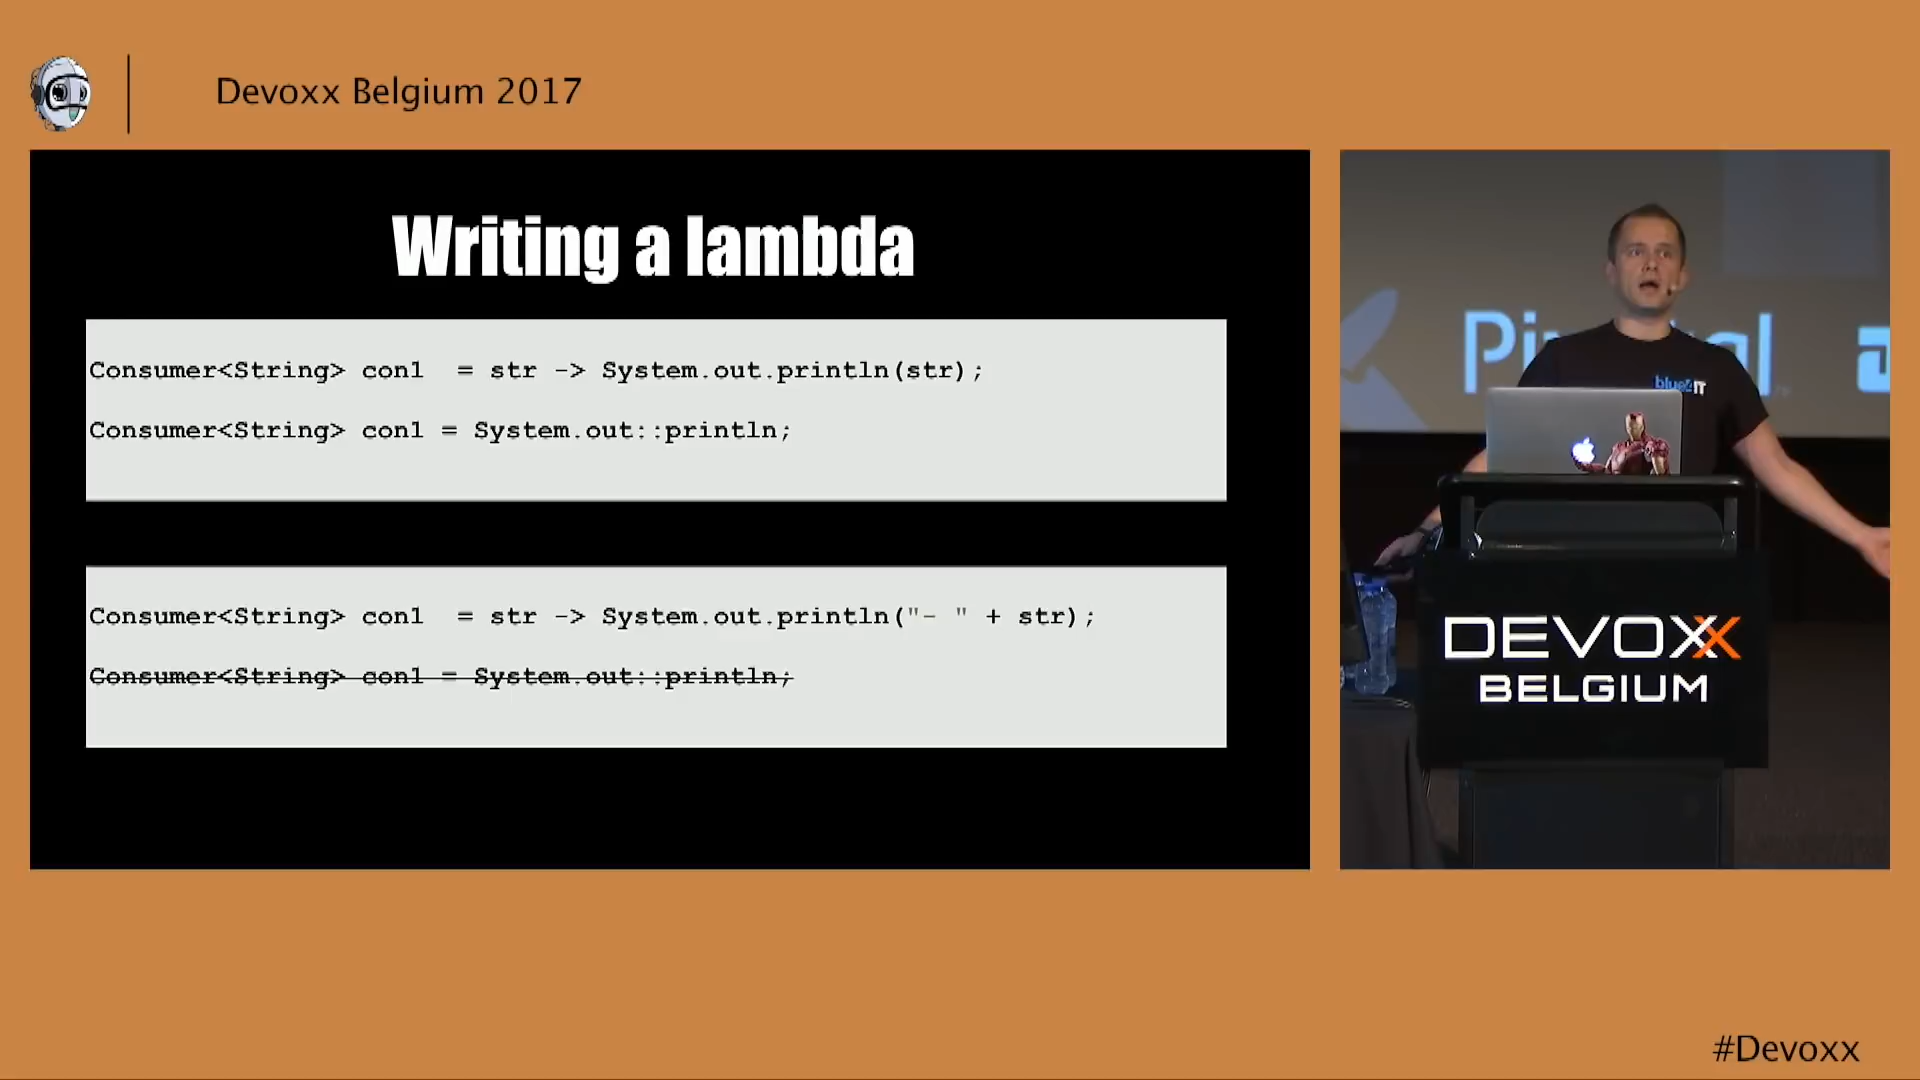 Devoxx Belgium 2017
Writing a lambda
Consumer<String> con1  = str -> System.out.println(str);
Consumer<String> con1 = System.out::println;
Consumer<String> con1  = str -> System.out.println("- " + str);
Consumer<String> con1 = System.out::println;
blue4IT
DEVOXX
BELGIUM
#Devoxx